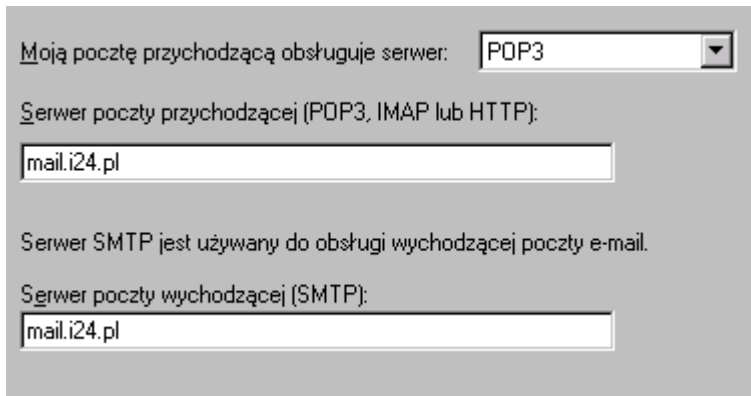 Moją pocztę przychodzącą obsługuje serwer: POP3
Serwer poczty przychodzącej (POP3, IMAP lub HTTP):
mail.i24.pl
Serwer SMTP jest używany do obsługi wychodzącej poczty e-mail.
Serwer poczty wychodzącej (SMTP):
mail.i24.pl